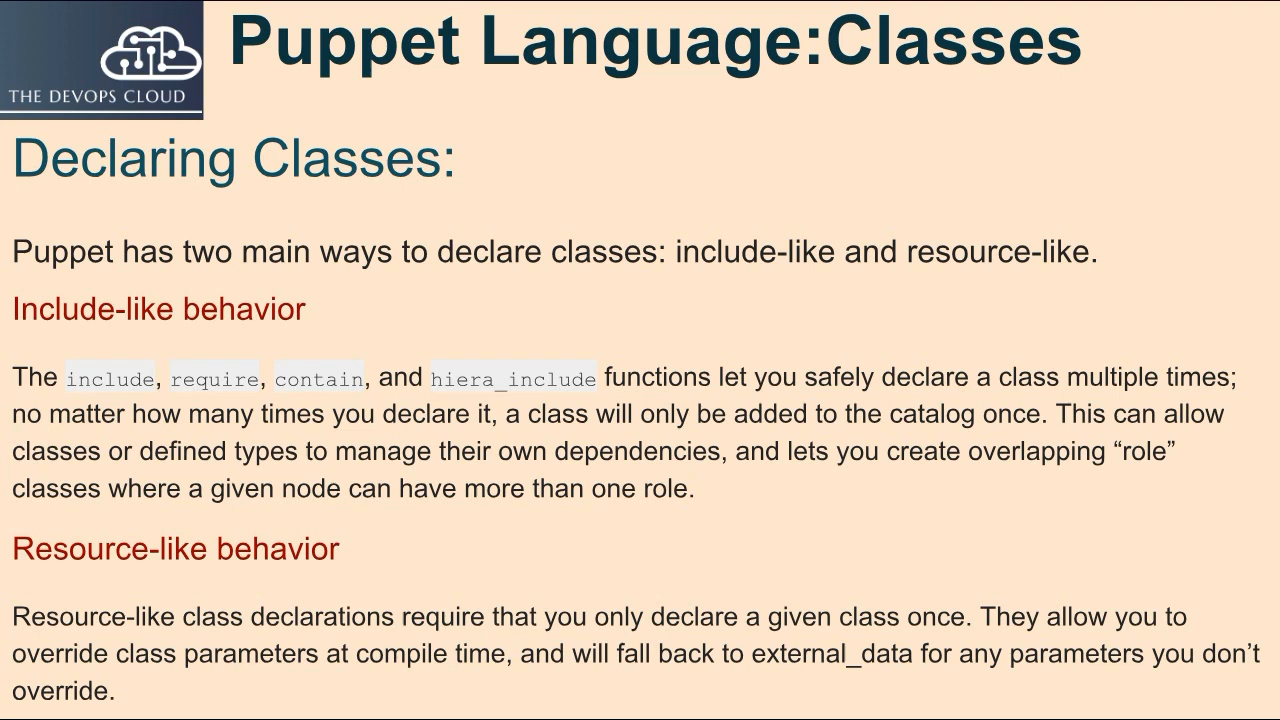 THE DEVOPS CLOUD
Puppet Language:Classes
Declaring Classes:
Puppet has two main ways to declare classes: include-like and resource-like.
Include-like behavior
The include, require, contain, and hiera_include functions let you safely declare a class multiple times;
no matter how many times you declare it, a class will only be added to the catalog once. This can allow
classes or defined types to manage their own dependencies, and lets you create overlapping “role”
classes where a given node can have more than one role.
Resource-like behavior
Resource-like class declarations require that you only declare a given class once. They allow you to
override class parameters at compile time, and will fall back to external_data for any parameters you don’t
override.